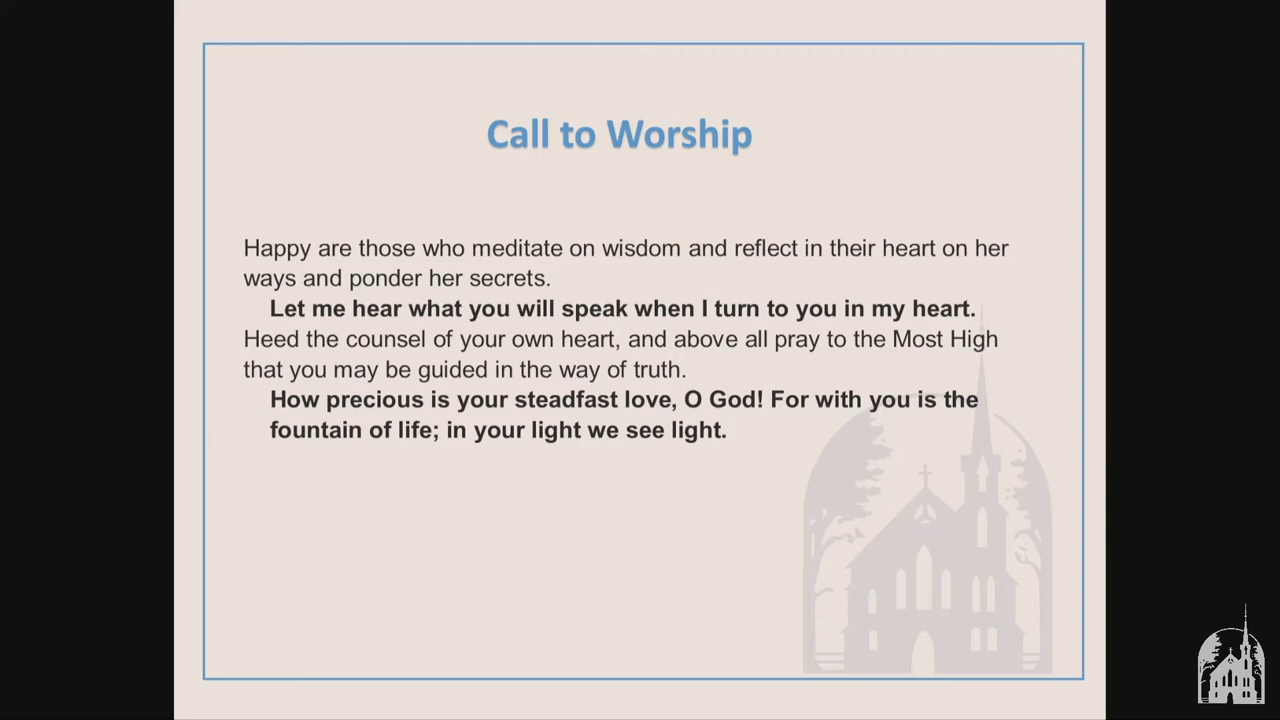 Call to Worship
Happy are those who meditate on wisdom and reflect in their heart on her
ways and ponder her secrets.
Let me hear what you will speak when I turn to you in my heart.
Heed the counsel of your own heart, and above all pray to the Most High
that you may be guided in the way of truth.
How precious is your steadfast love, O God! For with you is the
fountain of life; in your light we see light.